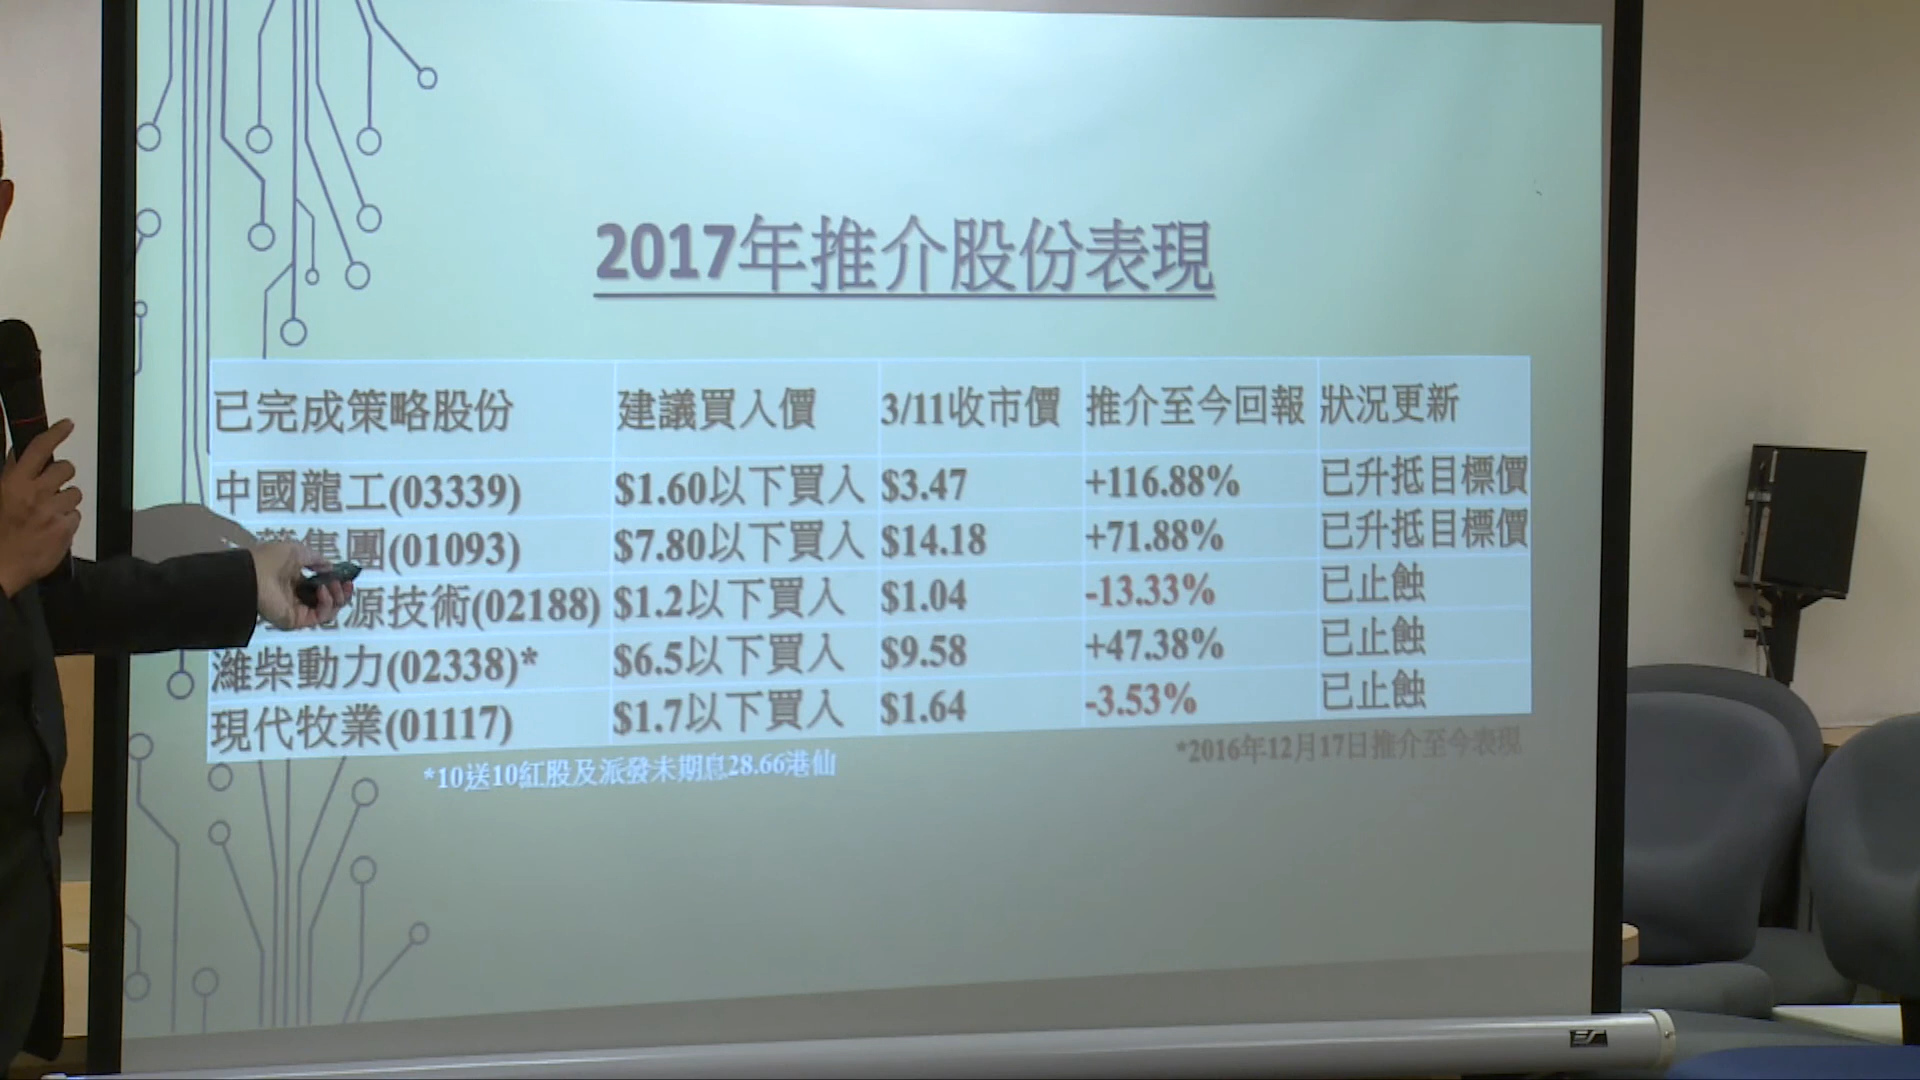 2017年推介股份表現
已完成策略股份 建議買入價 3/11收市價 推介至今回報 狀況更新
中國龍工(03339) $1.60以下買入 $3.47 +116.88% 已升抵目標價
集團(01093) $7.80以下買入 $14.18 +71.88% 已升抵目標價
源技術(02188) $1.2以下買入 $1.04 -13.33% 已止蝕
濰柴動力(02338)* $6.5以下買入 $9.58 +47.38% 已止蝕
現代牧業(01117) $1.7以下買入 $1.64 -3.53% 已止蝕
*10送10紅股及派發末期息28.66港仙
*2016年12月17日推介至今表現